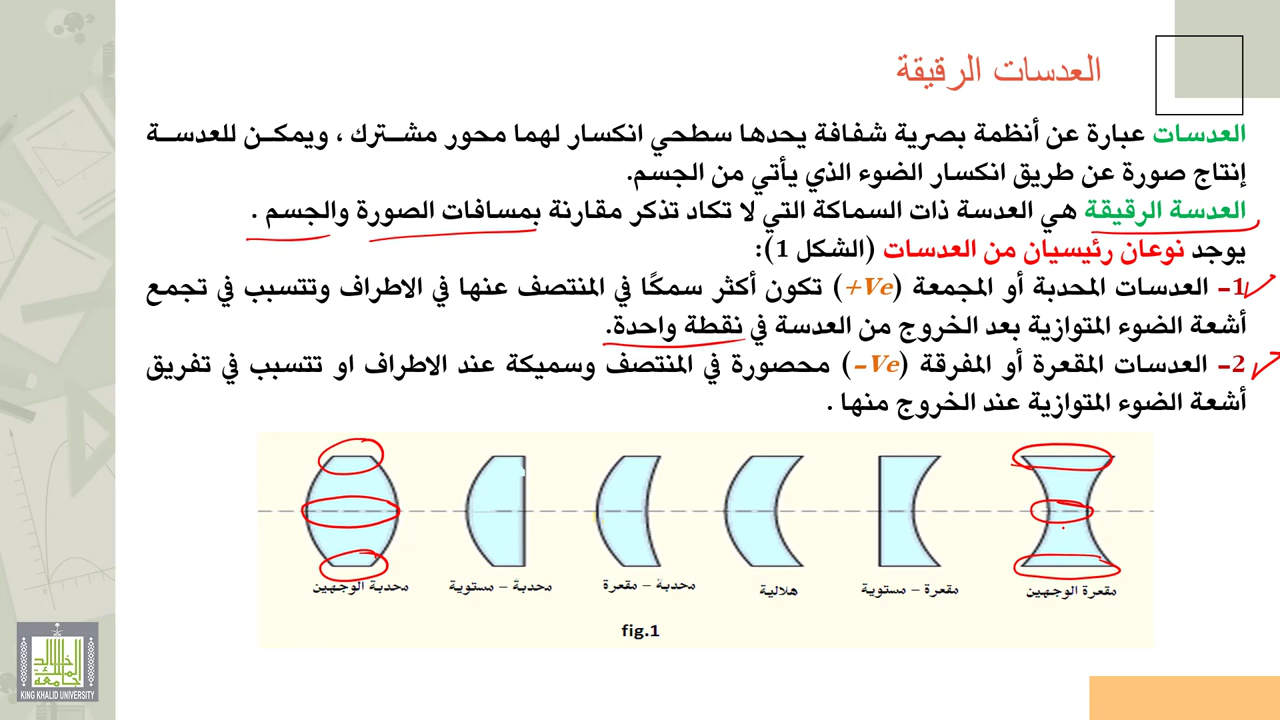 العدسات الرقيقة
العدسات عبارة عن أنظمة بصرية شفافة يحدها سطحي انكسار لهما محور مشترك ، ويمكن للعدسة
إنتاج صورة عن طريق انكسار الضوء الذي يأتي من الجسم.
العدسة الرقيقة هي العدسة ذات السماكة التي لا تكاد تذكر مقارنة بمسافات الصورة والجسم .
يوجد نوعان رئيسيان من العدسات (الشكل 1):
1- العدسات المحدبة أو المجمعة (+Ve) تكون أكثر سمكًا في المنتصف عنها في الاطراف وتتسبب في تجمع
أشعة الضوء المتوازية بعد الخروج من العدسة في نقطة واحدة.
2- العدسات المقعرة أو المفرقة (-Ve) محصورة في المنتصف وسميكة عند الاطراف او تتسبب في تفريق
أشعة الضوء المتوازية عند الخروج منها .
محدبة الوجهين
محدبة - مستوية
محدبة - مقعرة
هلالية
مقعرة - مستوية
مقعرة الوجهين
fig.1
جامعة الملك خالد
KING KHALID UNIVERSITY